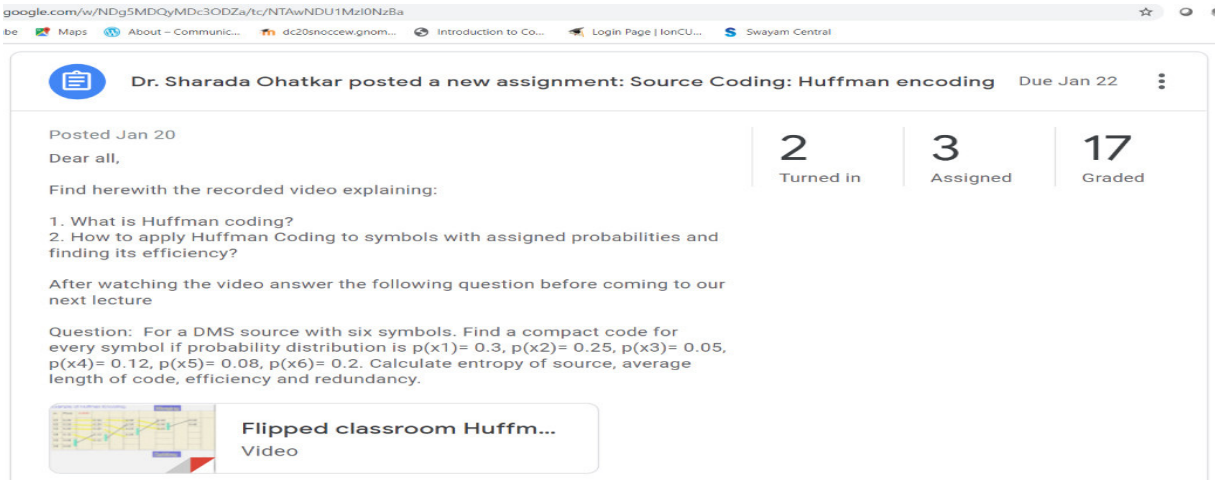 google.com/w/NDg5MDQyMDc3ODZa/tc/NTAwNDU1MzI0NzBa
be Maps About – Communic... dc20snoccew.gnom... Introduction to Co... Login Page | IonCU... Swayam Central
Dr. Sharada Ohatkar posted a new assignment: Source Coding: Huffman encoding Due Jan 22
Posted Jan 20
Dear all,
Find herewith the recorded video explaining:
1. What is Huffman coding?
2. How to apply Huffman Coding to symbols with assigned probabilities and
finding its efficiency?
After watching the video answer the following question before coming to our
next lecture
Question: For a DMS source with six symbols. Find a compact code for
every symbol if probability distribution is p(x1)= 0.3, p(x2)= 0.25, p(x3)= 0.05,
p(x4)= 0.12, p(x5)= 0.08, p(x6)= 0.2. Calculate entropy of source, average
length of code, efficiency and redundancy.
2 3 17
Turned in Assigned Graded
Flipped classroom Huffm...
Video